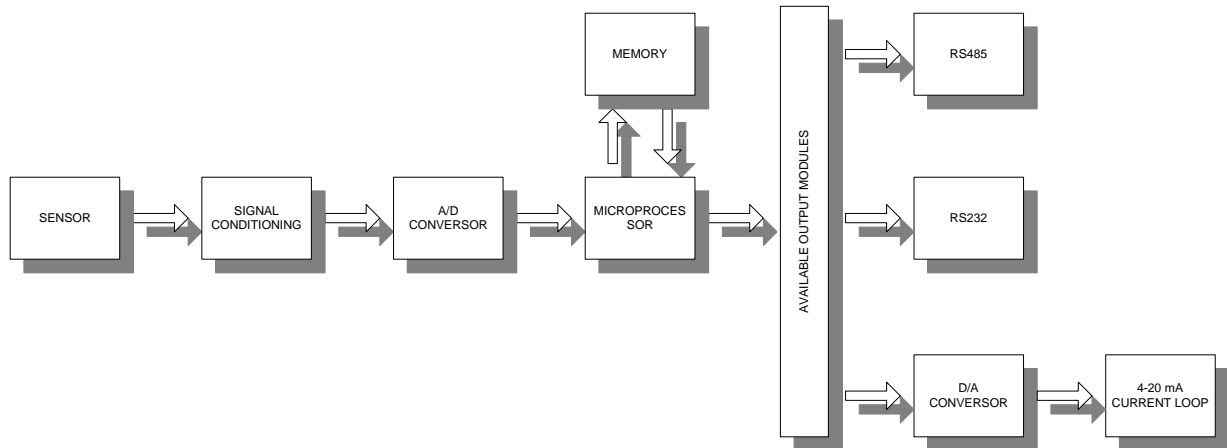 MEMORY
RS485
SENSOR
SIGNAL
CONDITIONING
A/D
CONVERSOR
MICROPROCES
SOR
AVAILABLE OUTPUT MODULES
RS232
D/A
CONVERSOR
4-20 mA
CURRENT LOOP